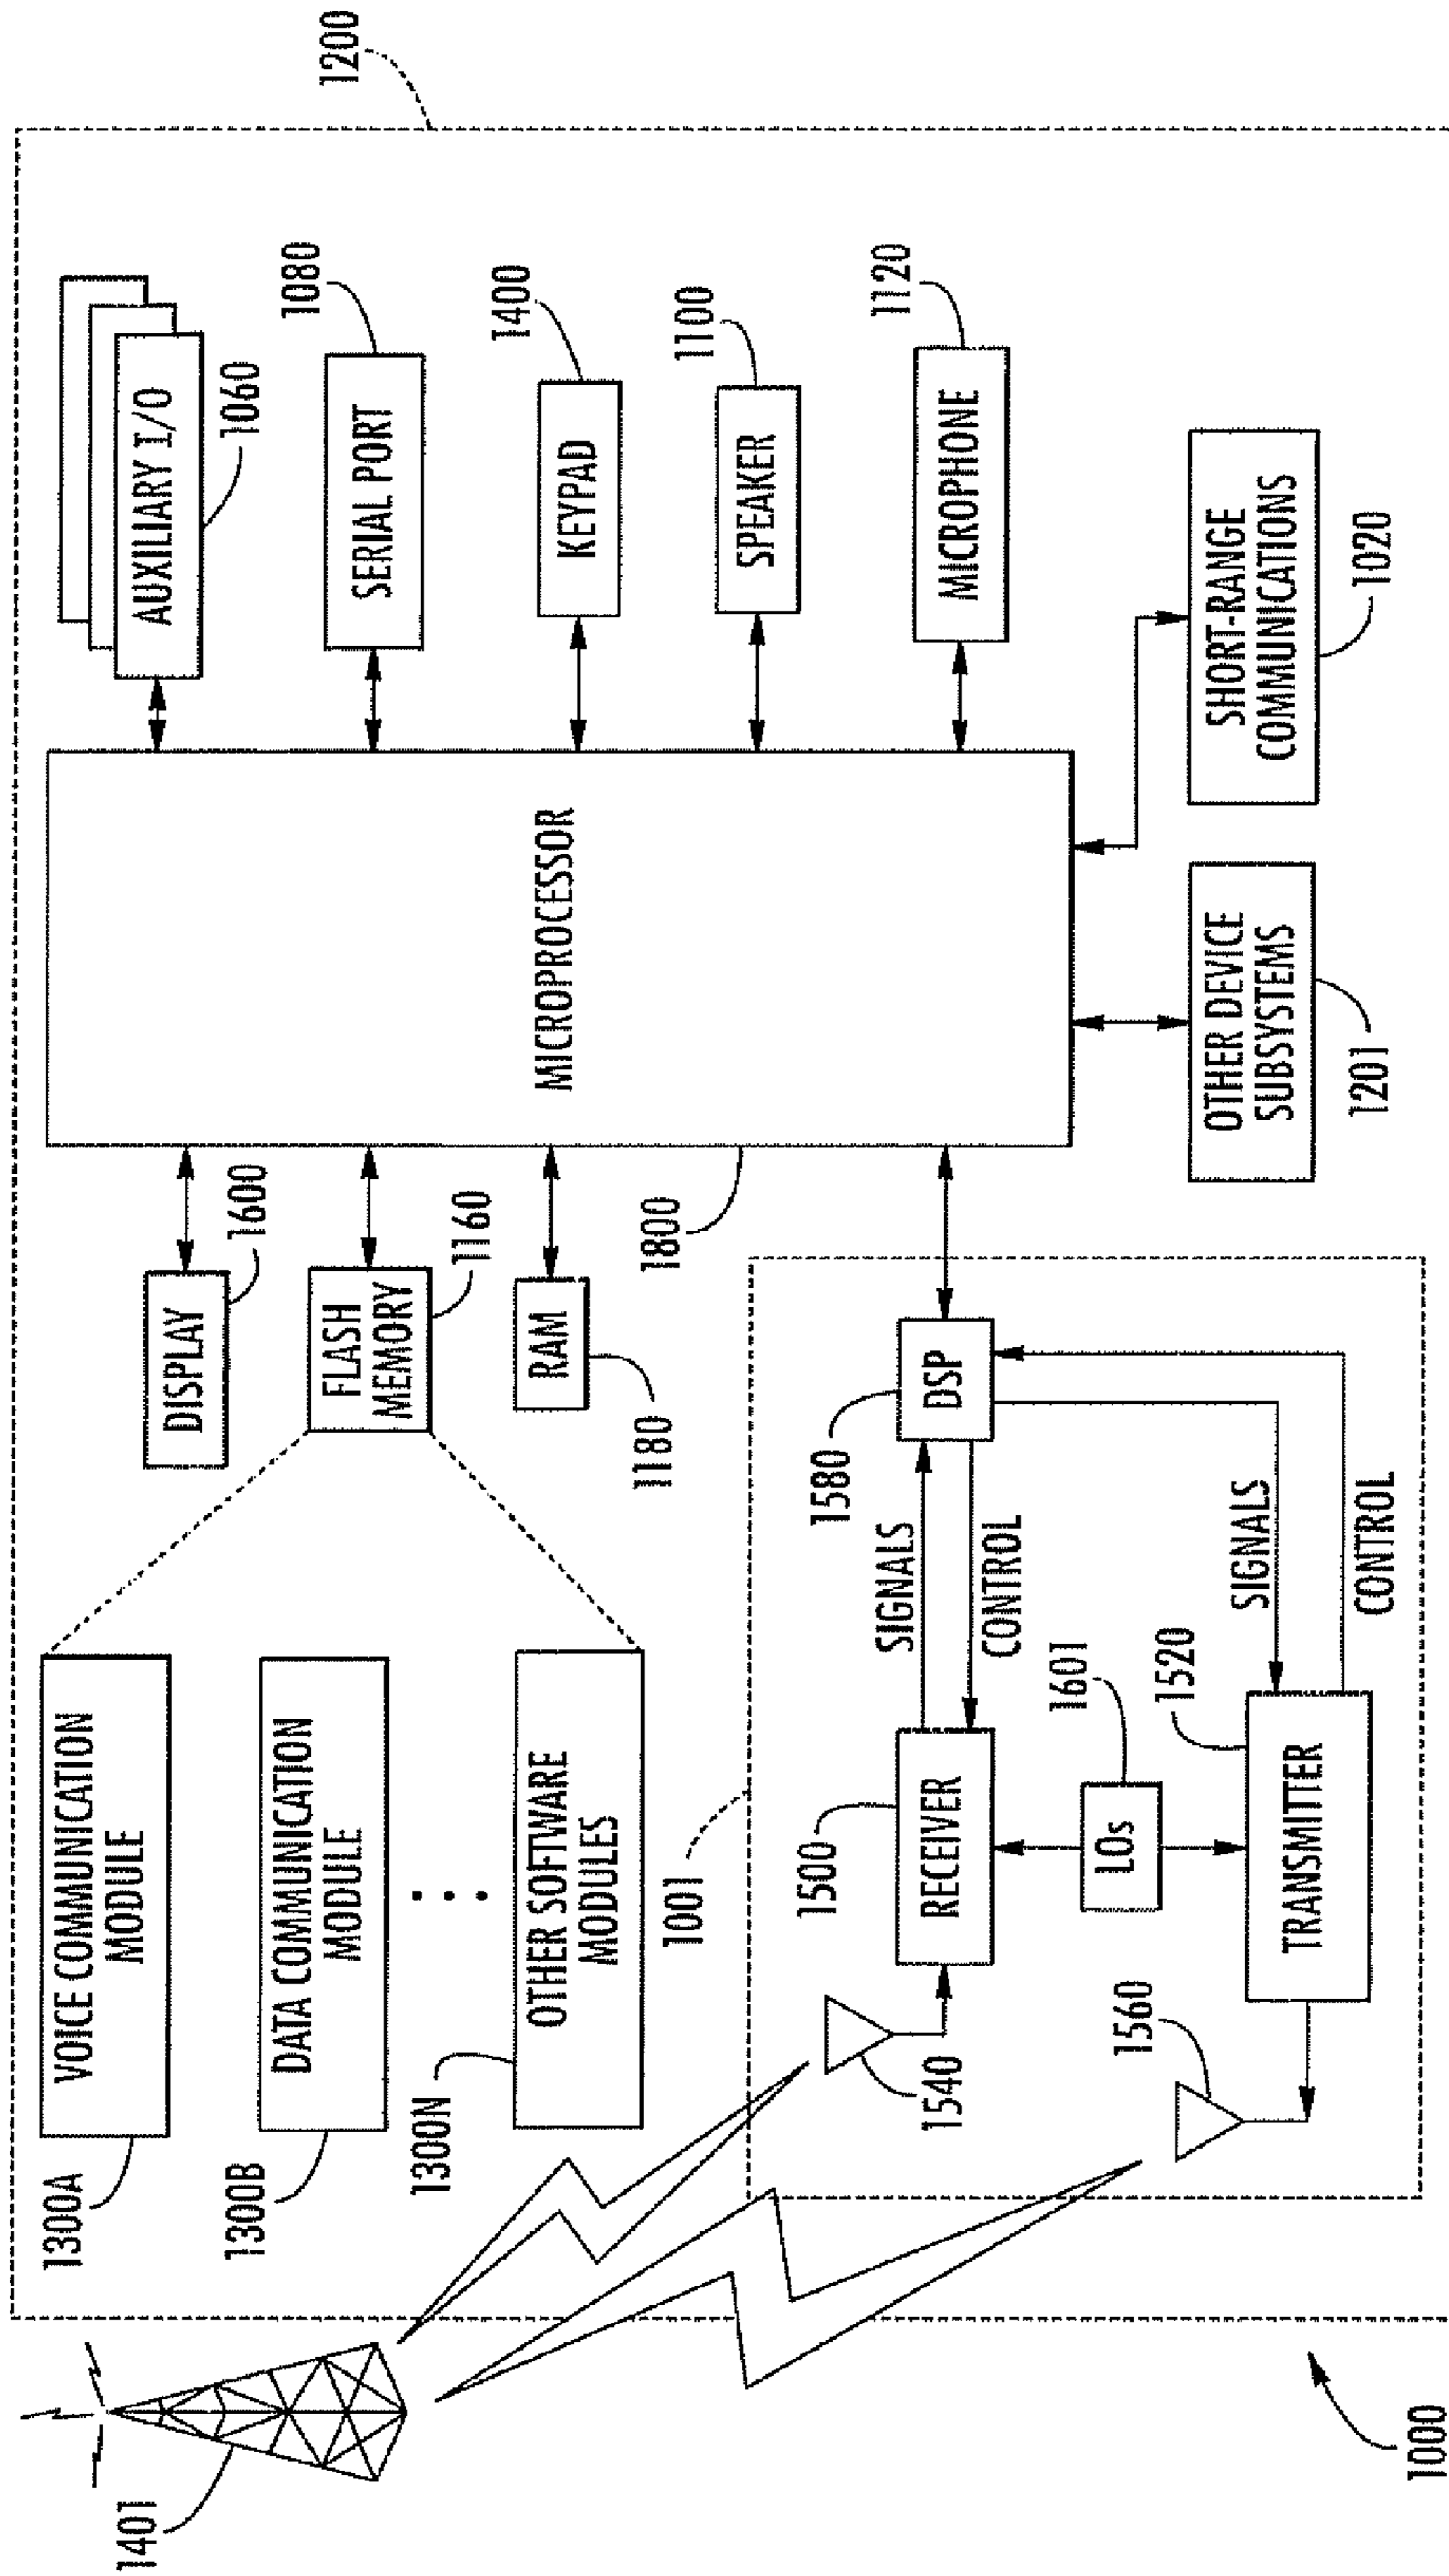 1200
AUXILIARY I/O
1060
SERIAL PORT
1080
KEYPAD
1400
SPEAKER
1100
MICROPHONE
1120
SHORT-RANGE
COMMUNICATIONS
1020
MICROPROCESSOR
1800
OTHER DEVICE
SUBSYSTEMS
1201
DISPLAY
1600
FLASH
MEMORY
1160
RAM
1180
VOICE COMMUNICATION
MODULE
1300A
DATA COMMUNICATION
MODULE
1300B
OTHER SOFTWARE
MODULES
1300N
1001
DSP
1580
SIGNALS
CONTROL
RECEIVER
1500
LOs
1601
SIGNALS
CONTROL
TRANSMITTER
1520
1540
1560
1401
1000